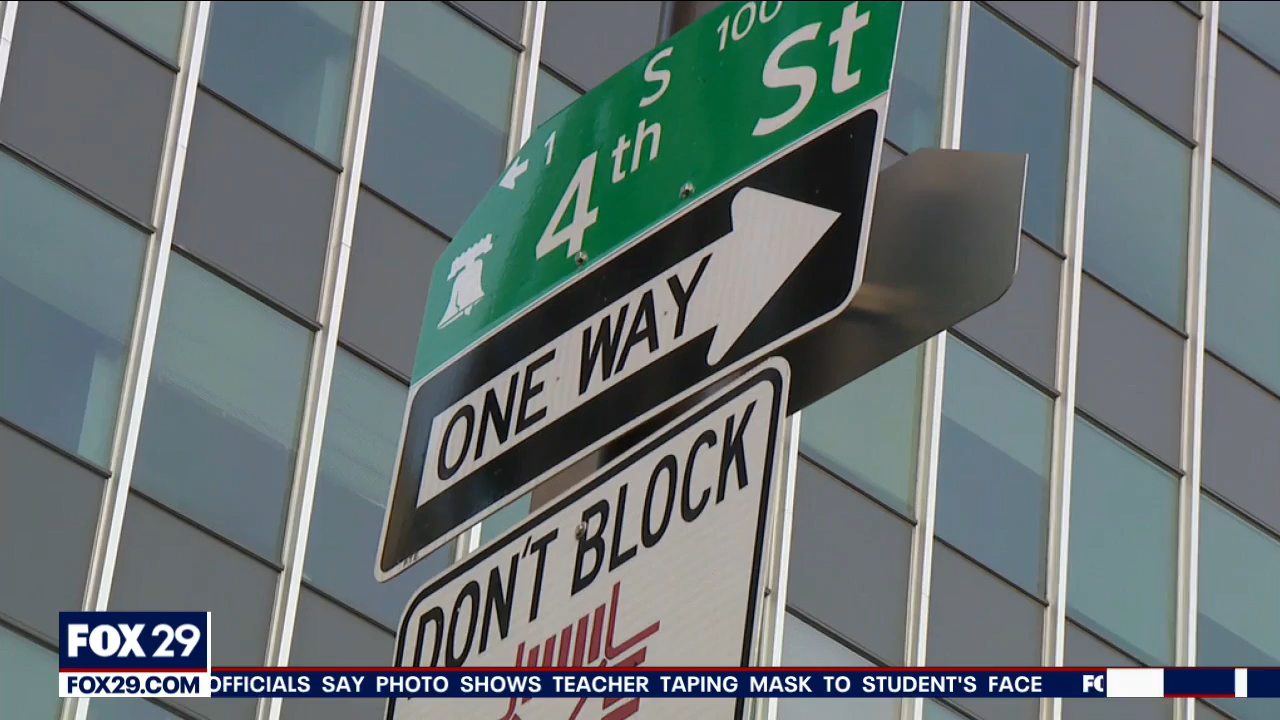 100
S
St
← 1
4th
ONE WAY
DON'T BLOCK
FOX 29
FOX29.COM
OFFICIALS SAY PHOTO SHOWS TEACHER TAPING MASK TO STUDENT'S FACE